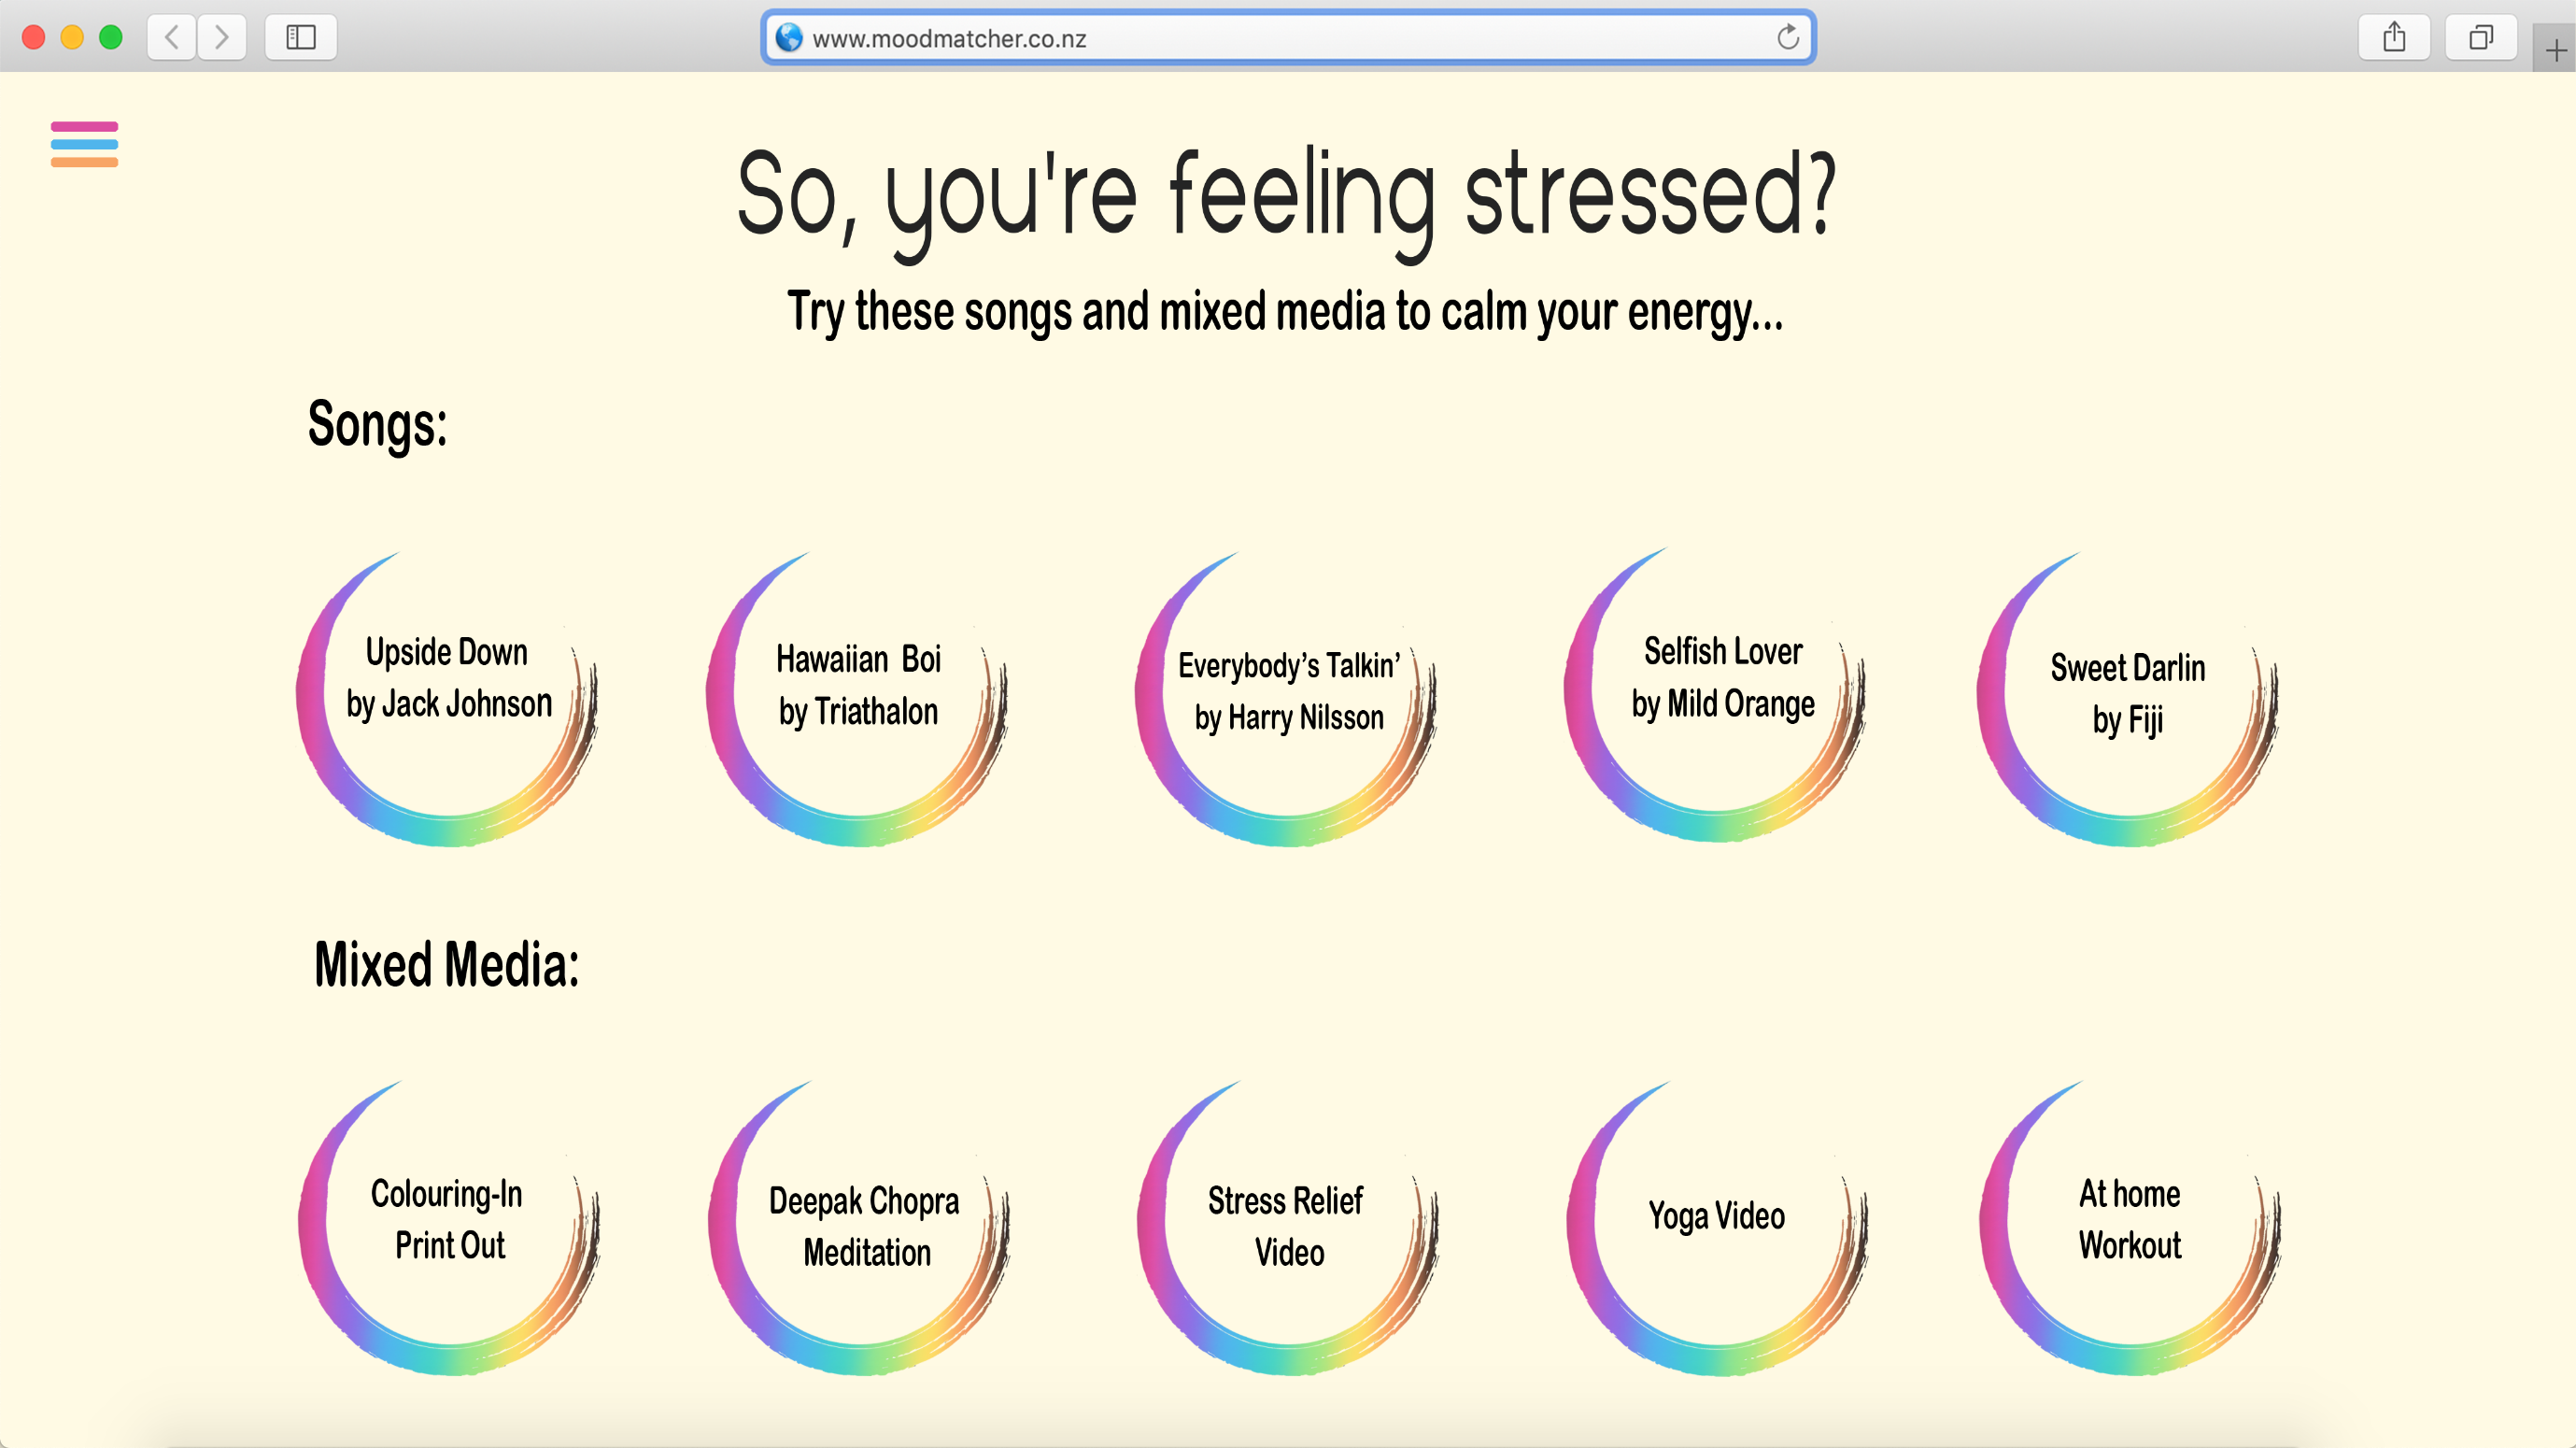 www.moodmatcher.co.nz
So, you're feeling stressed?
Try these songs and mixed media to calm your energy...
Songs:
Upside Down
by Jack Johnson
Hawaiian Boi
by Triathalon
Everybody's Talkin'
by Harry Nilsson
Selfish Lover
by Mild Orange
Sweet Darlin
by Fiji
Mixed Media:
Colouring-In
Print Out
Deepak Chopra
Meditation
Stress Relief
Video
Yoga Video
At home
Workout